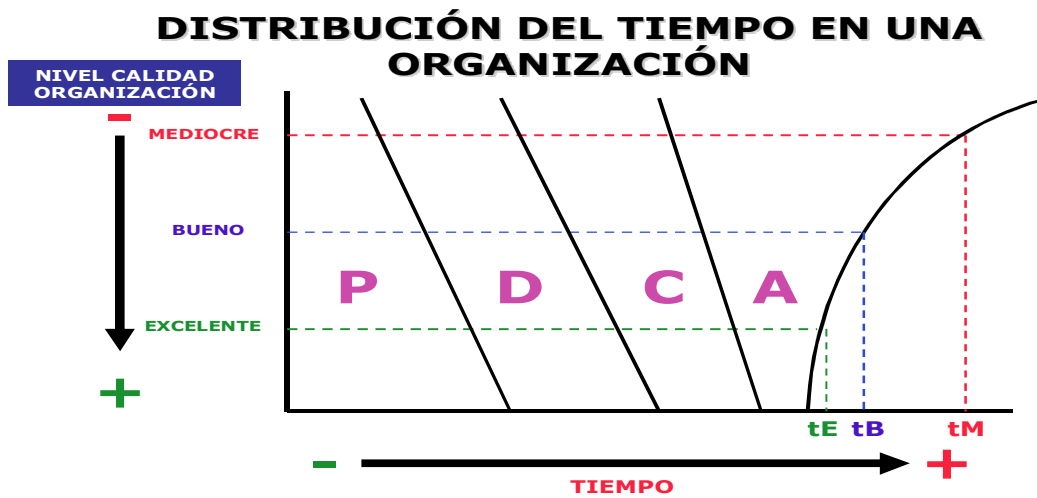 DISTRIBUCIÓN DEL TIEMPO EN UNA
ORGANIZACIÓN
NIVEL CALIDAD
ORGANIZACIÓN
-
MEDIOCRE
BUENO
P D C A
EXCELENTE
+
tE tB tM
- +
TIEMPO